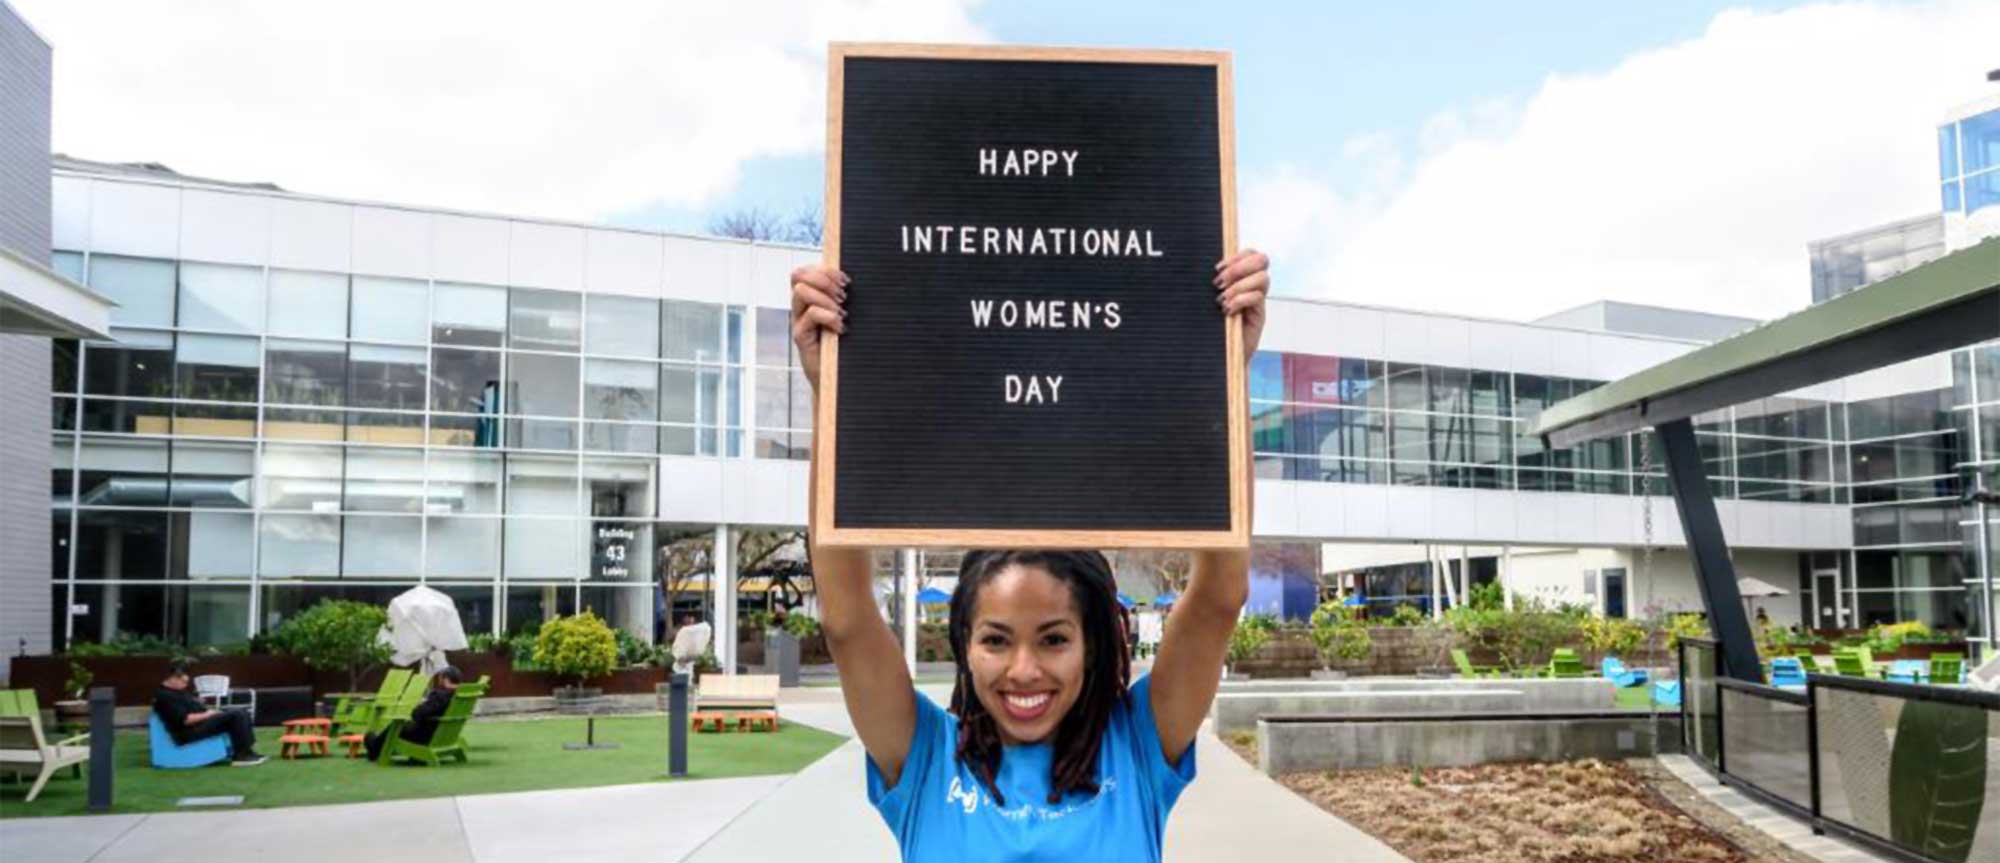 HAPPY
INTERNATIONAL
WOMEN'S
DAY
Building
43
Lobby